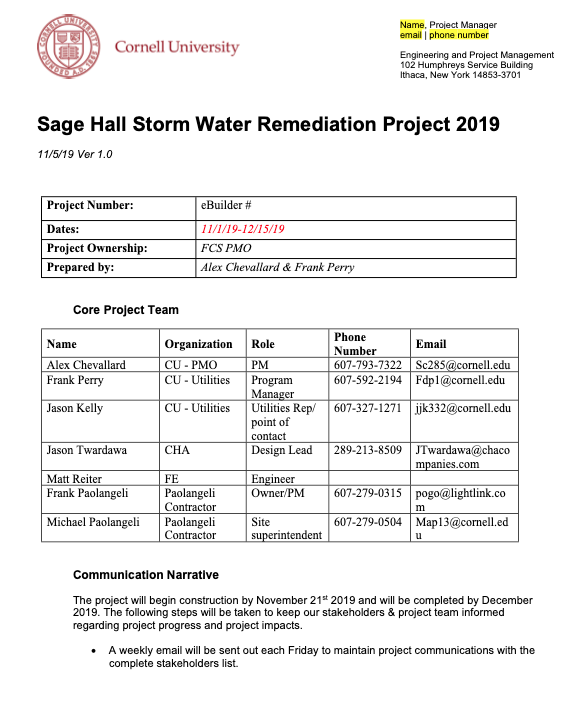 Cornell University
Name, Project Manager
email | phone number
Engineering and Project Management
102 Humphreys Service Building
Ithaca, New York 14853-3701
Sage Hall Storm Water Remediation Project 2019
11/5/19 Ver 1.0
Project Number: eBuilder #
Dates: 11/1/19-12/15/19
Project Ownership: FCS PMO
Prepared by: Alex Chevallard & Frank Perry
Core Project Team
Name Organization Role Phone Number Email
Alex Chevallard CU - PMO PM 607-793-7322 Sc285@cornell.edu
Frank Perry CU - Utilities Program Manager 607-592-2194 Fdp1@cornell.edu
Jason Kelly CU - Utilities Utilities Rep/ point of contact 607-327-1271 jjk332@cornell.edu
Jason Twardawa CHA Design Lead 289-213-8509 JTwardawa@chacompanies.com
Matt Reiter FE Engineer
Frank Paolangeli Paolangeli Contractor Owner/PM 607-279-0315 pogo@lightlink.com
Michael Paolangeli Paolangeli Contractor Site superintendent 607-279-0504 Map13@cornell.edu
Communication Narrative
The project will begin construction by November 21st 2019 and will be completed by December
2019. The following steps will be taken to keep our stakeholders & project team informed
regarding project progress and project impacts.
• A weekly email will be sent out each Friday to maintain project communications with the
complete stakeholders list.